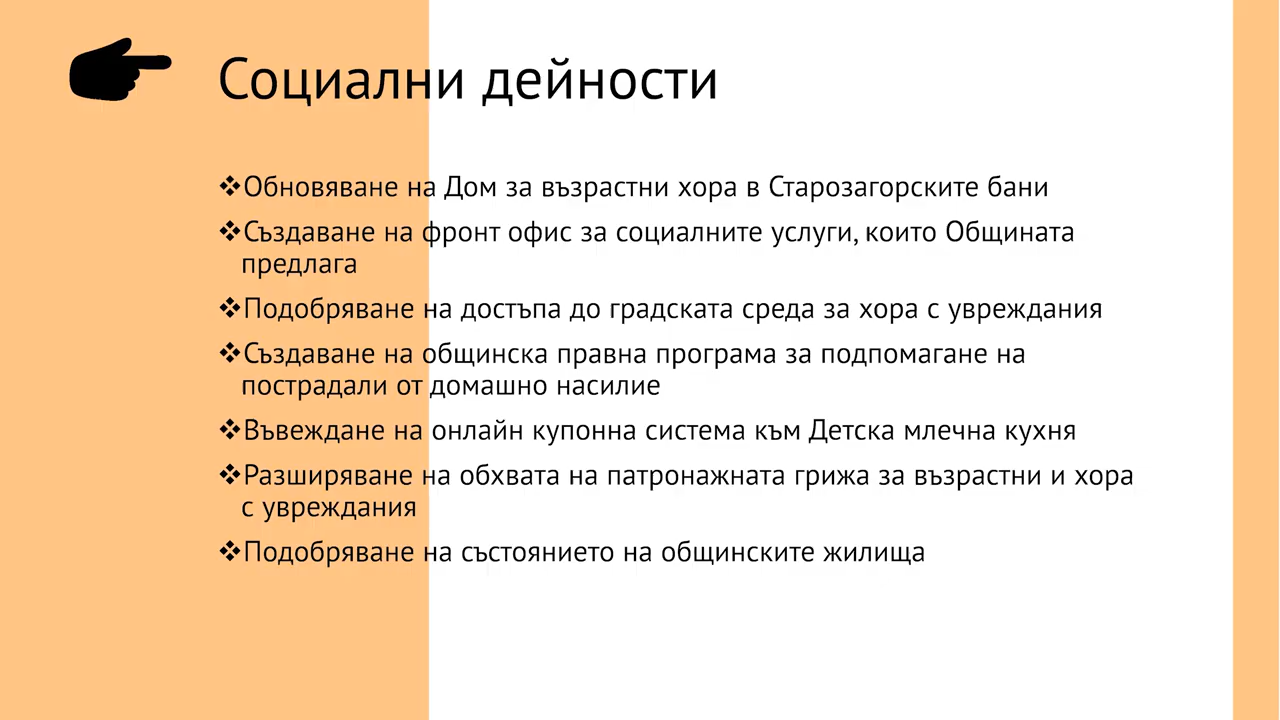 Социални дейности
❖Обновяване на Дом за възрастни хора в Старозагорските бани
❖Създаване на фронт офис за социалните услуги, които Общината
предлага
❖Подобряване на достъпа до градската среда за хора с увреждания
❖Създаване на общинска правна програма за подпомагане на
пострадали от домашно насилие
❖Въвеждане на онлайн купонна система към Детска млечна кухня
❖Разширяване на обхвата на патронажната грижа за възрастни и хора
с увреждания
❖Подобряване на състоянието на общинските жилища